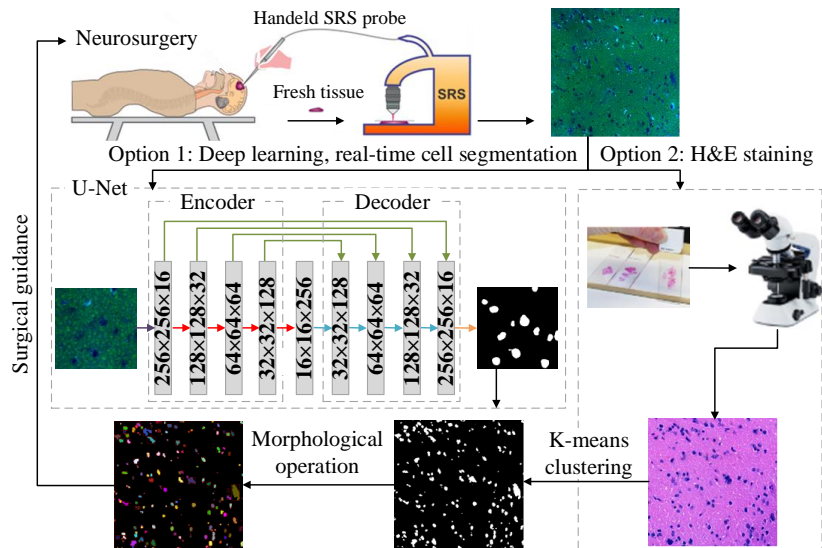 Neurosurgery
Handeld SRS probe
Fresh tissue
SRS
Option 1: Deep learning, real-time cell segmentation
Option 2: H&E staining
U-Net
Encoder
Decoder
256×256×16
128×128×32
64×64×64
32×32×128
16×16×256
32×32×128
64×64×64
128×128×32
256×256×16
Surgical guidance
Morphological
operation
K-means
clustering